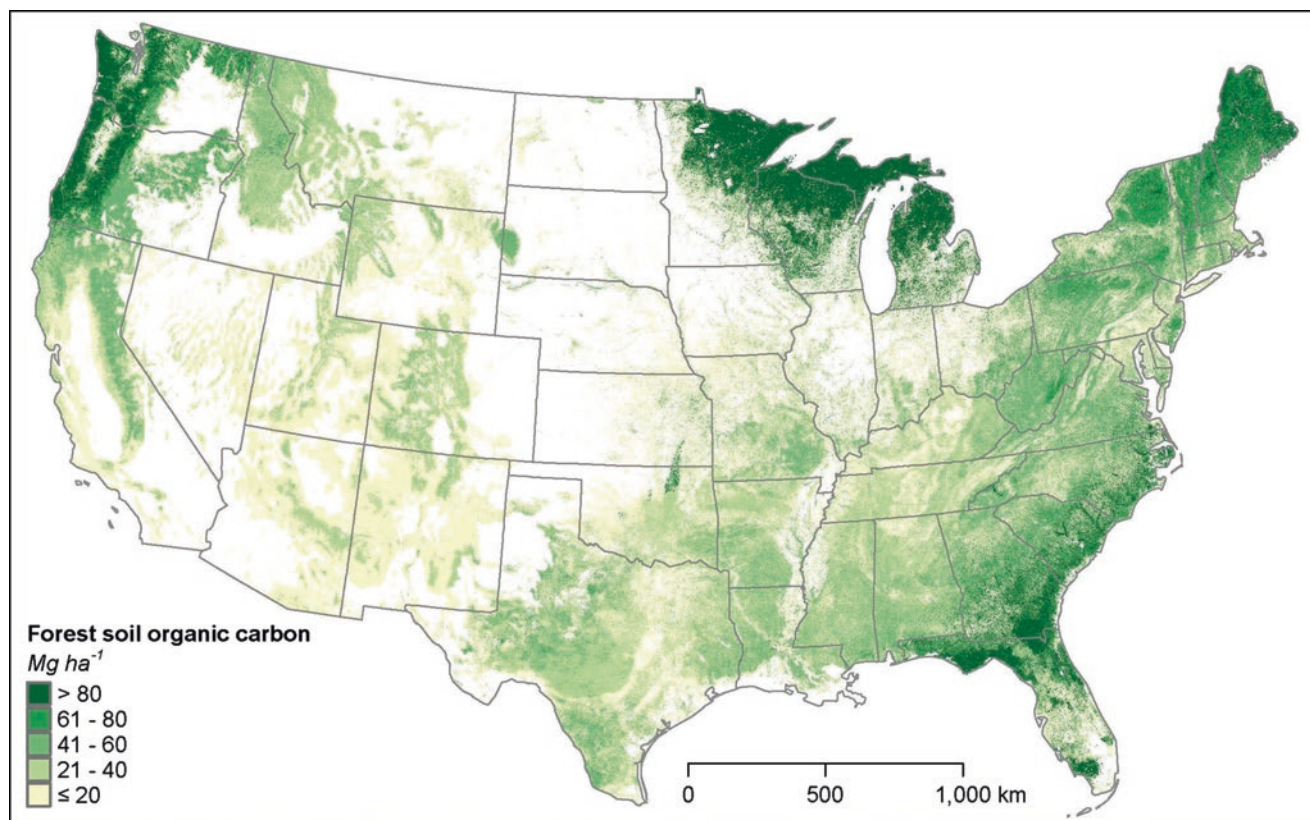 Forest soil organic carbon
Mg ha⁻¹
> 80
61 - 80
41 - 60
21 - 40
≤ 20
0 500 1,000 km